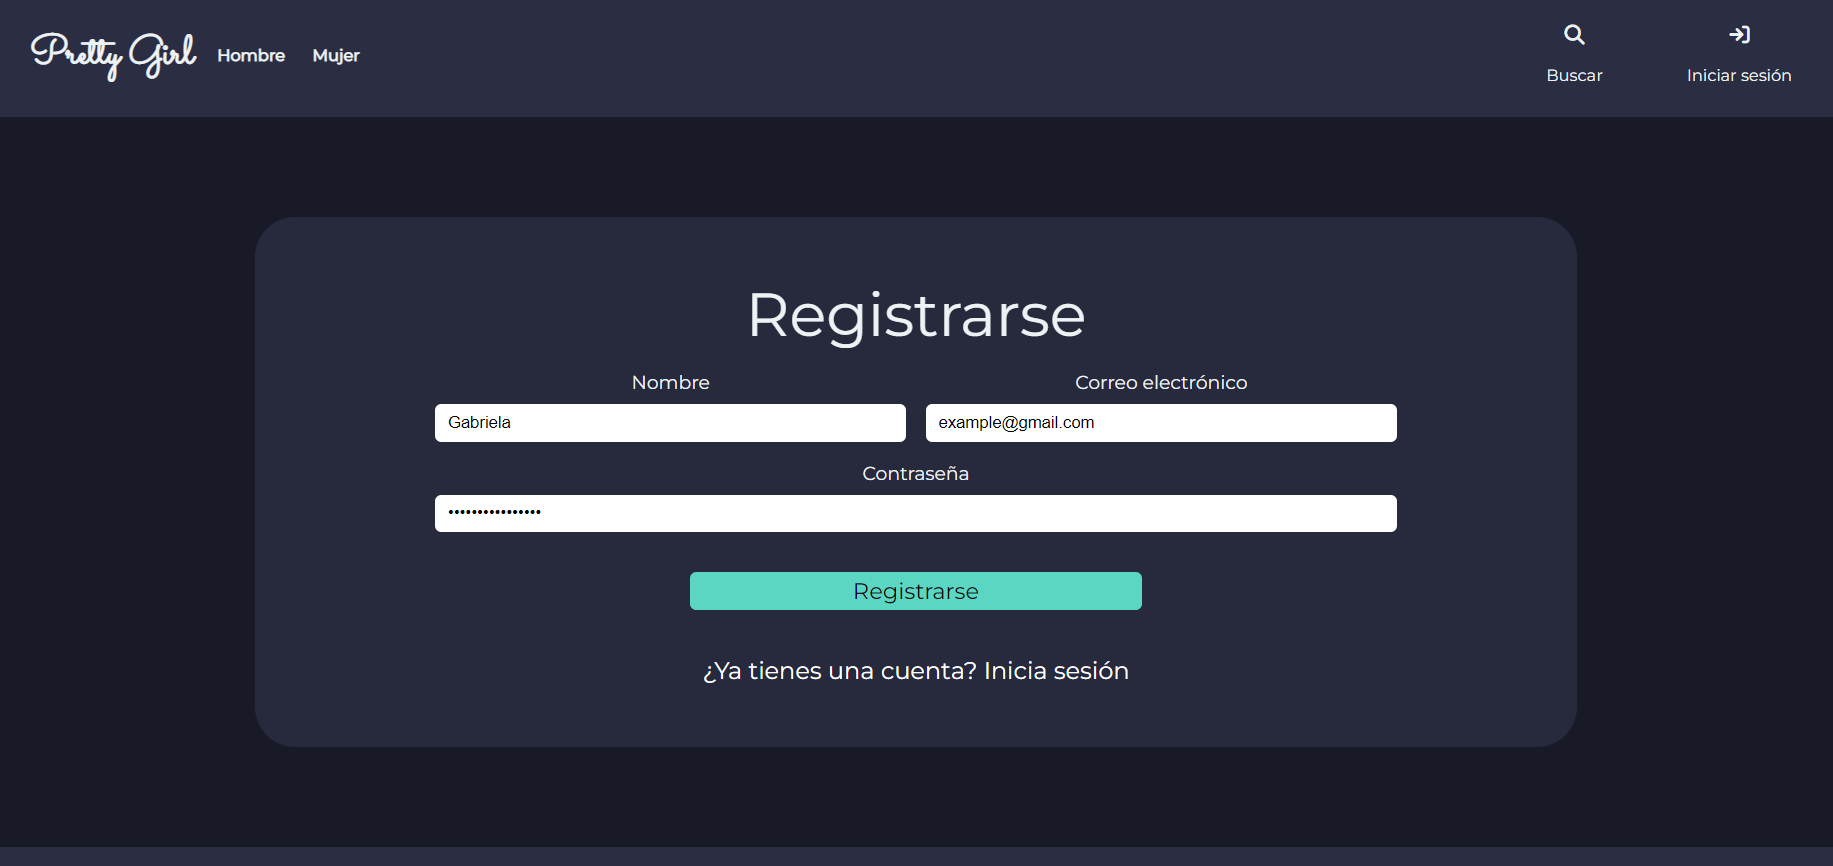 Pretty Girl Hombre Mujer Buscar Iniciar sesión
Registrarse
Nombre Correo electrónico
Gabriela example@gmail.com
Contraseña
••••••••••••••••
Registrarse
¿Ya tienes una cuenta? Inicia sesión